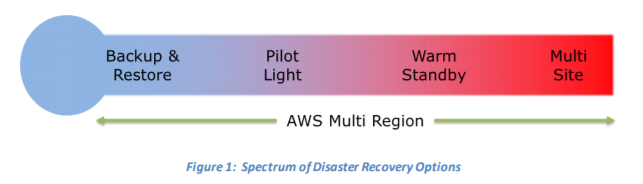 Backup &
Restore
Pilot
Light
Warm
Standby
Multi
Site
AWS Multi Region
Figure 1: Spectrum of Disaster Recovery Options